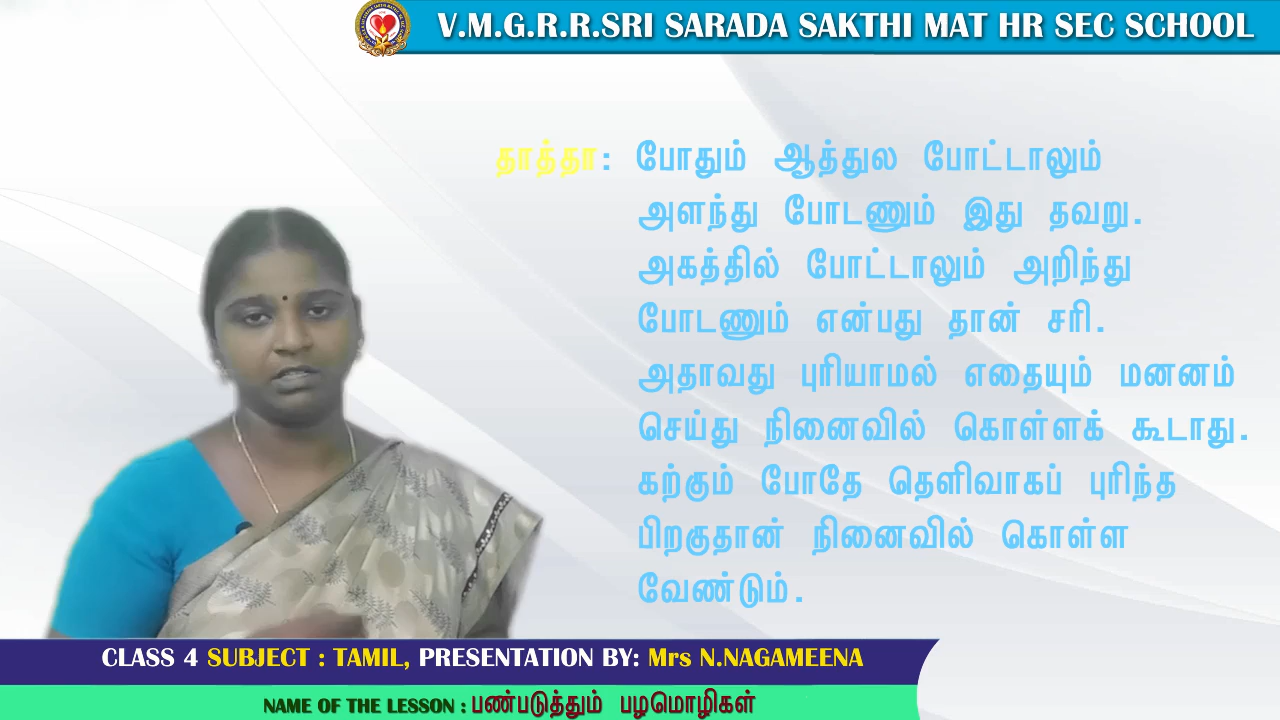 V.M.G.R.R.SRI SARADA SAKTHI MAT HR SEC SCHOOL
தாத்தா: போதும் ஆத்துல போட்டாலும்
அளந்து போடணும் இது தவறு.
அகத்தில் போட்டாலும் அறிந்து
போடணும் என்பது தான் சரி.
அதாவது புரியாமல் எதையும் மனனம்
செய்து நினைவில் கொள்ளக் கூடாது.
கற்கும் போதே தெளிவாகப் புரிந்த
பிறகுதான் நினைவில் கொள்ள
வேண்டும்.
CLASS 4 SUBJECT : TAMIL, PRESENTATION BY: Mrs N.NAGAMEENA
NAME OF THE LESSON : பண்படுத்தும் பழமொழிகள்